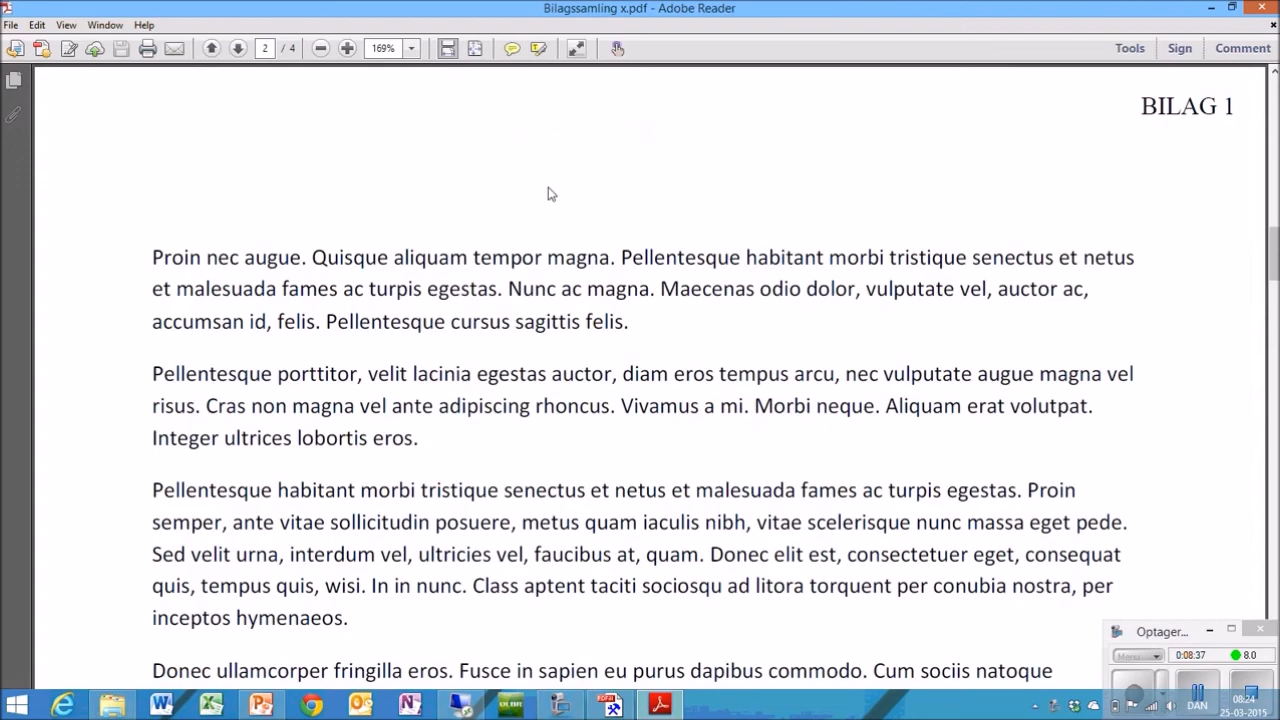 Bilagssamling x.pdf - Adobe Reader
File Edit View Window Help
2 / 4 169% Tools Sign Comment
BILAG 1
Proin nec augue. Quisque aliquam tempor magna. Pellentesque habitant morbi tristique senectus et netus
et malesuada fames ac turpis egestas. Nunc ac magna. Maecenas odio dolor, vulputate vel, auctor ac,
accumsan id, felis. Pellentesque cursus sagittis felis.
Pellentesque porttitor, velit lacinia egestas auctor, diam eros tempus arcu, nec vulputate augue magna vel
risus. Cras non magna vel ante adipiscing rhoncus. Vivamus a mi. Morbi neque. Aliquam erat volutpat.
Integer ultrices lobortis eros.
Pellentesque habitant morbi tristique senectus et netus et malesuada fames ac turpis egestas. Proin
semper, ante vitae sollicitudin posuere, metus quam iaculis nibh, vitae scelerisque nunc massa eget pede.
Sed velit urna, interdum vel, ultricies vel, faucibus at, quam. Donec elit est, consectetuer eget, consequat
quis, tempus quis, wisi. In in nunc. Class aptent taciti sociosqu ad litora torquent per conubia nostra, per
inceptos hymenaeos.
Donec ullamcorper fringilla eros. Fusce in sapien eu purus dapibus commodo. Cum sociis natoque
Optager...
Menu 0:08:37 8.0
DAN 08:24
25-03-2015